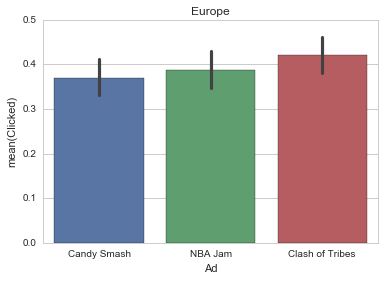 Europe
0.5
0.4
0.3
0.2
0.1
0.0
mean(Clicked)
Candy Smash
NBA Jam
Clash of Tribes
Ad